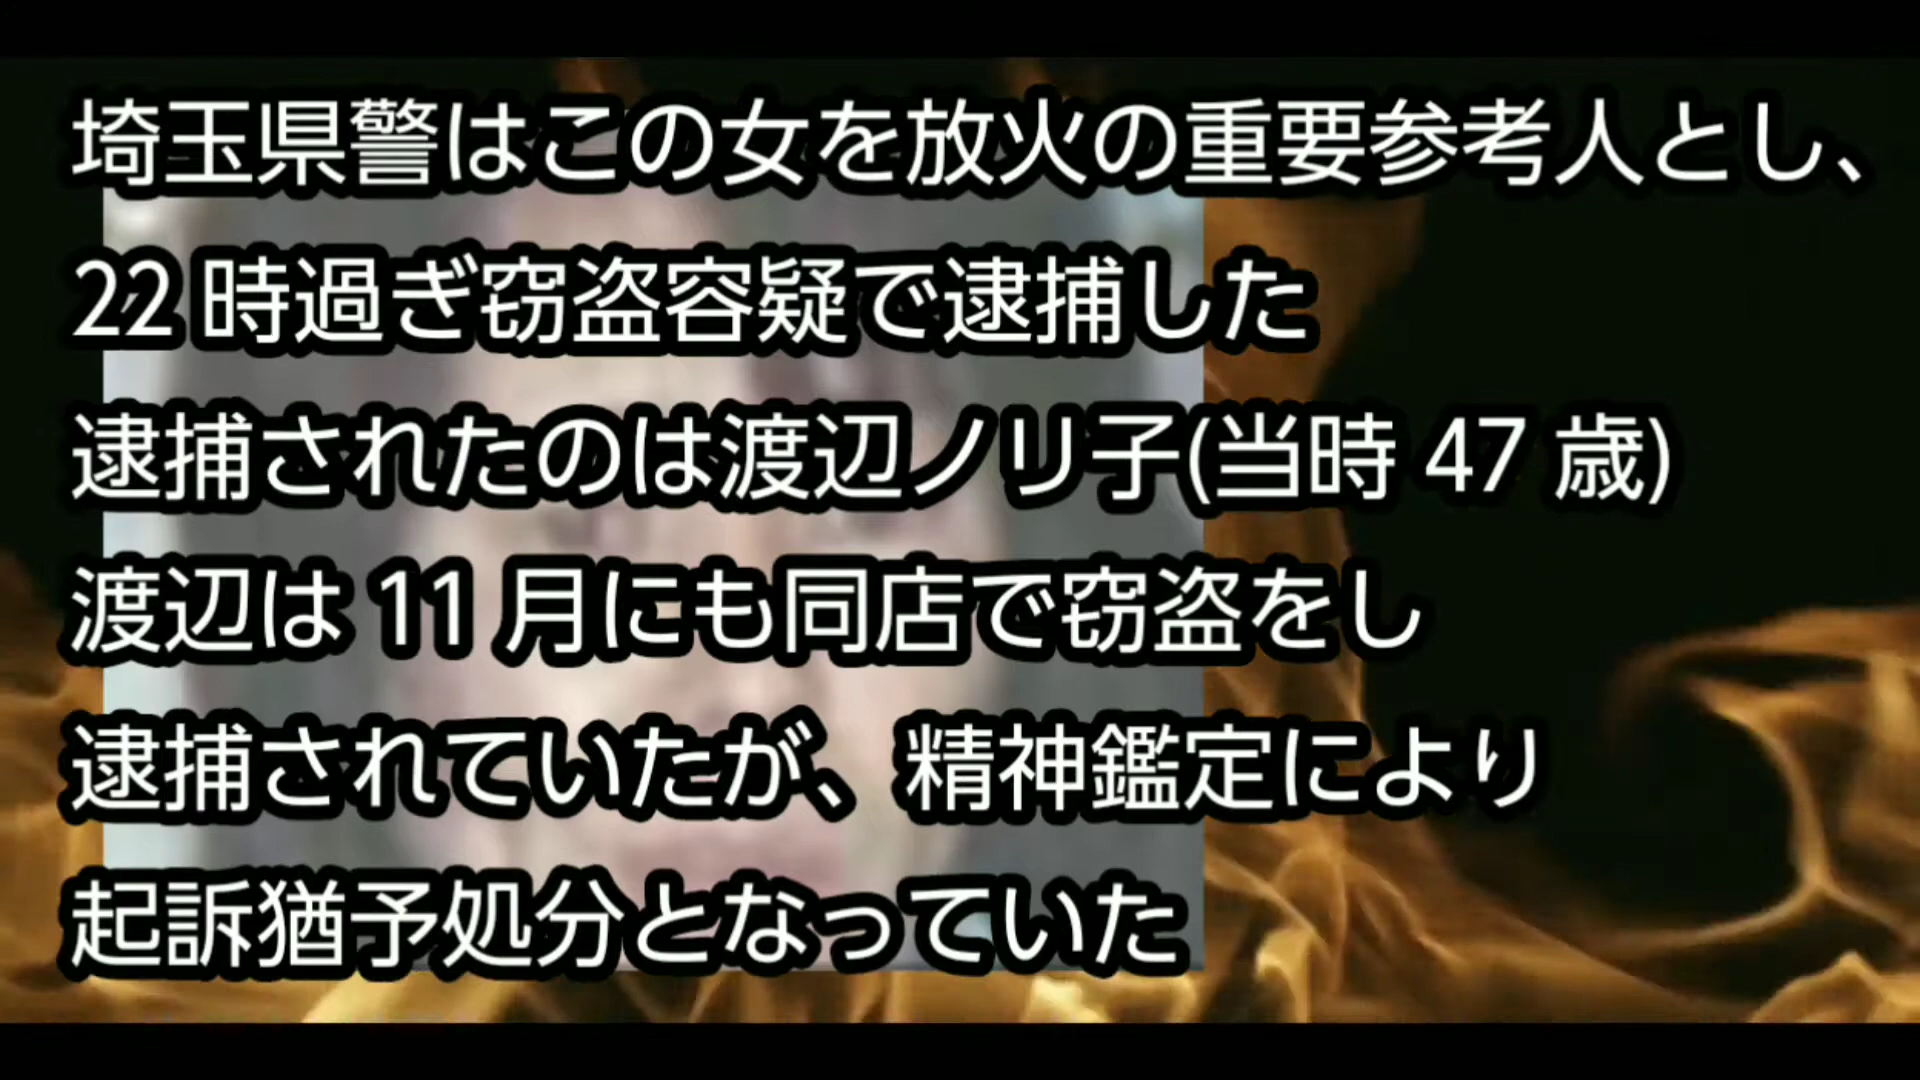 埼玉県警はこの女を放火の重要参考人とし、
22時過ぎ窃盗容疑で逮捕した
逮捕されたのは渡辺ノリ子(当時 47 歳)
渡辺は 11 月にも同店で窃盗をし
逮捕されていたが、精神鑑定により
起訴猶予処分となっていた